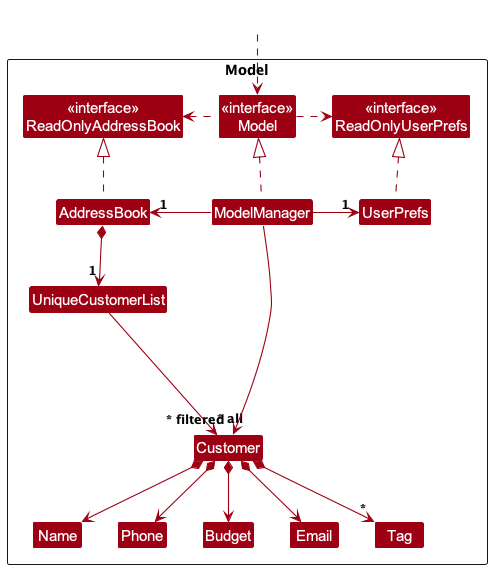 Model
«interface»
ReadOnlyAddressBook
«interface»
Model
«interface»
ReadOnlyUserPrefs
AddressBook
1
ModelManager
1
UserPrefs
1
UniqueCustomerList
* filtered
* all
Customer
*
Name
Phone
Budget
Email
Tag